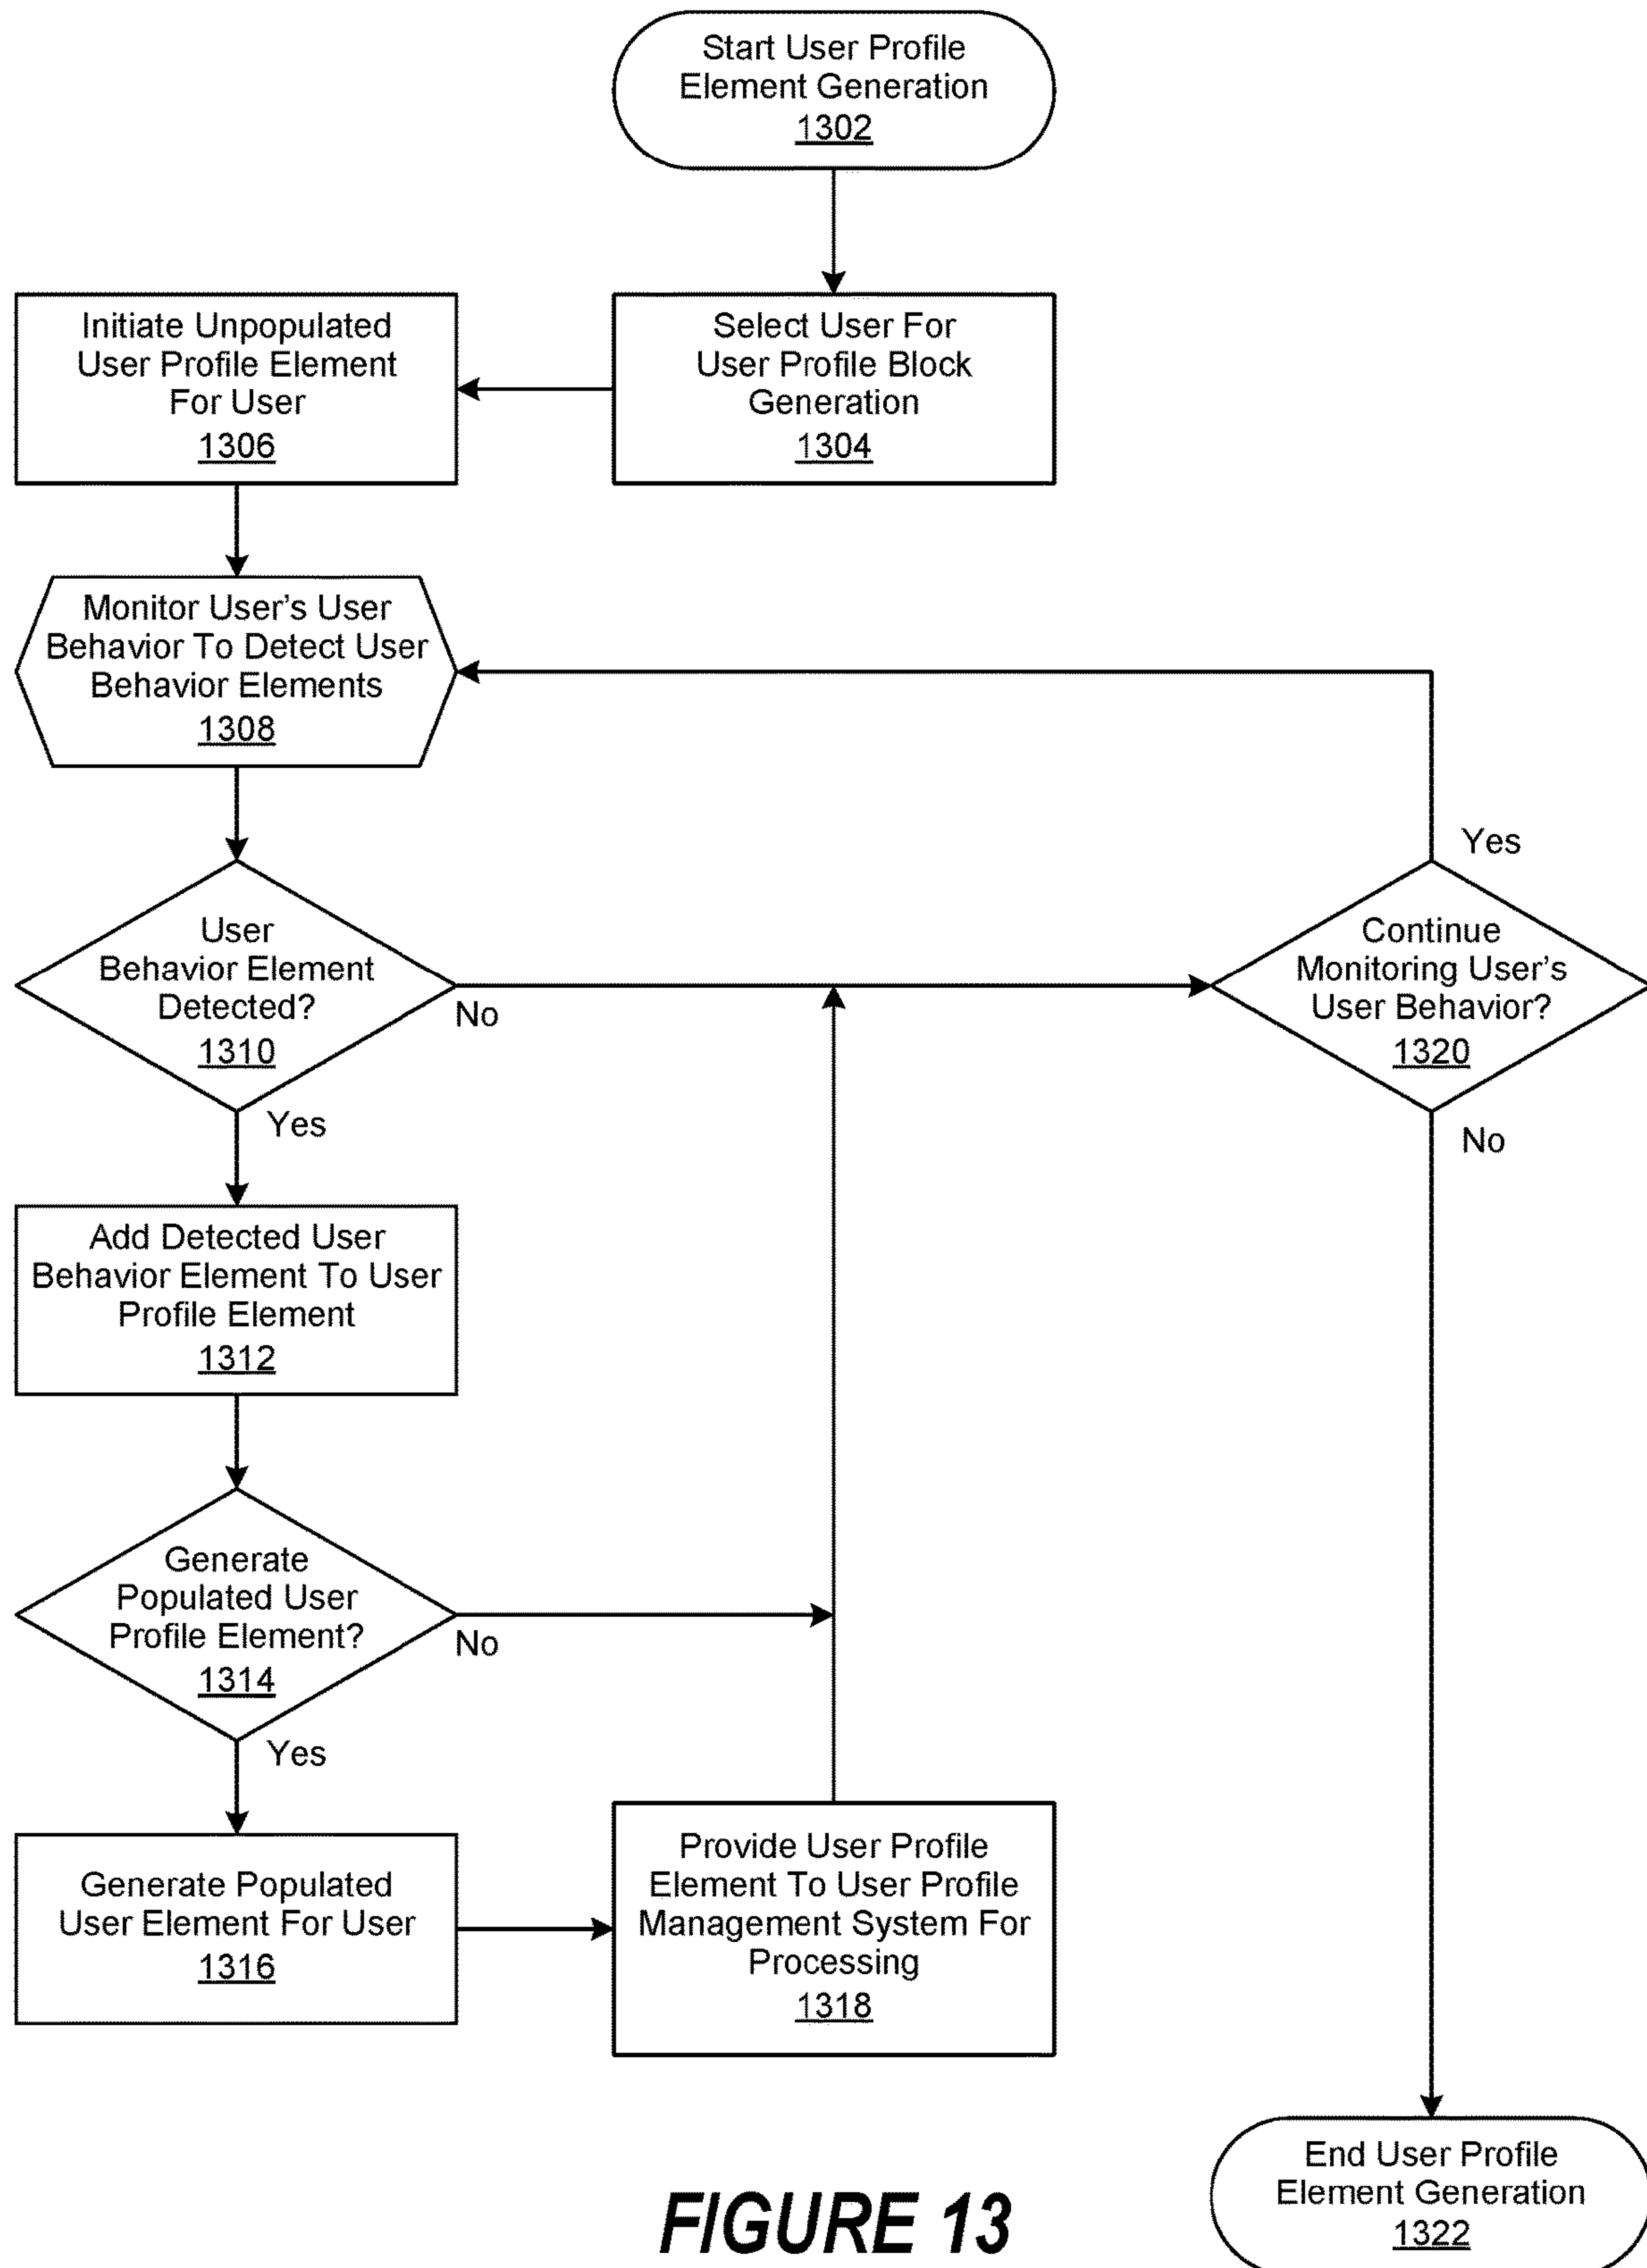 Start User Profile
Element Generation
1302
Select User For
User Profile Block
Generation
1304
Initiate Unpopulated
User Profile Element
For User
1306
Monitor User's User
Behavior To Detect User
Behavior Elements
1308
User
Behavior Element
Detected?
1310
No
Yes
Continue
Monitoring User's
User Behavior?
1320
Yes
No
Add Detected User
Behavior Element To User
Profile Element
1312
Generate
Populated User
Profile Element?
1314
No
Yes
Generate Populated
User Element For User
1316
Provide User Profile
Element To User Profile
Management System For
Processing
1318
End User Profile
Element Generation
1322
FIGURE 13